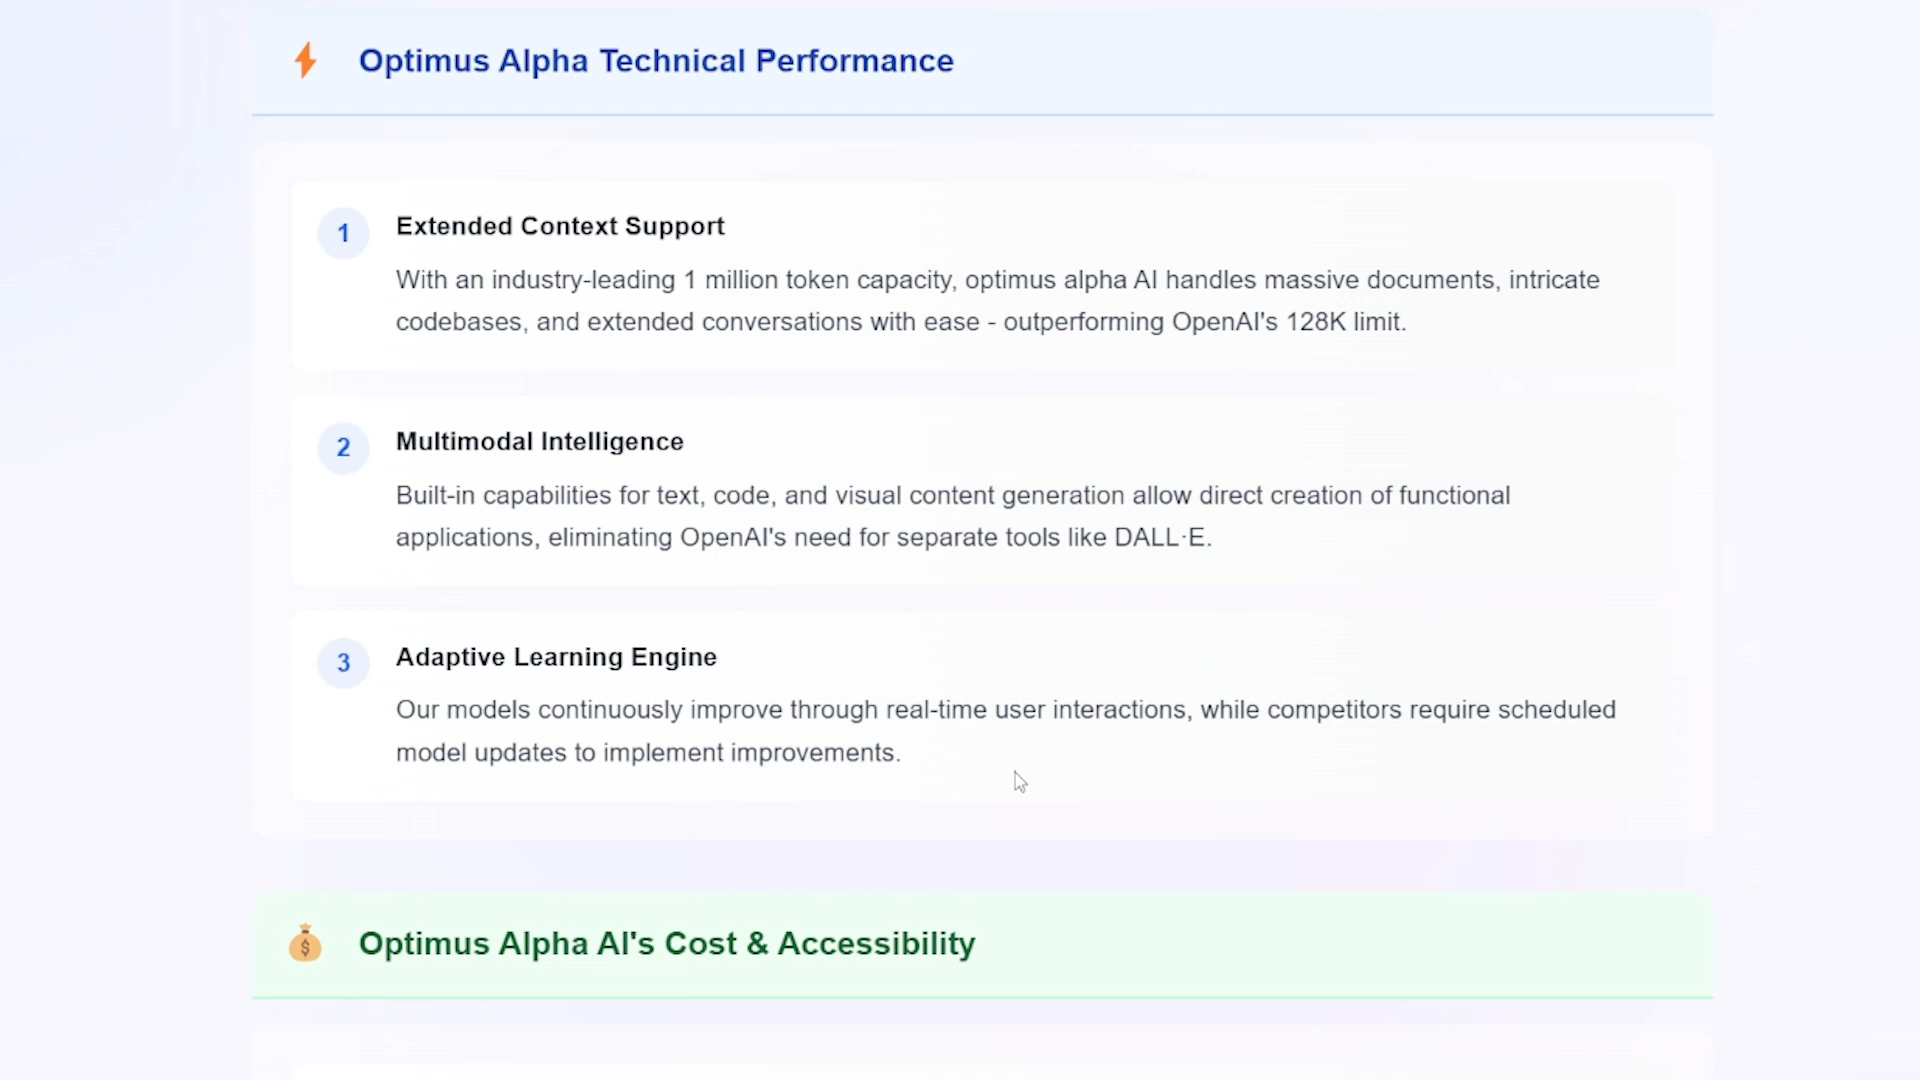 Optimus Alpha Technical Performance
1
Extended Context Support
With an industry-leading 1 million token capacity, optimus alpha AI handles massive documents, intricate
codebases, and extended conversations with ease - outperforming OpenAI's 128K limit.
2
Multimodal Intelligence
Built-in capabilities for text, code, and visual content generation allow direct creation of functional
applications, eliminating OpenAI's need for separate tools like DALL·E.
3
Adaptive Learning Engine
Our models continuously improve through real-time user interactions, while competitors require scheduled
model updates to implement improvements.
$
Optimus Alpha AI's Cost & Accessibility